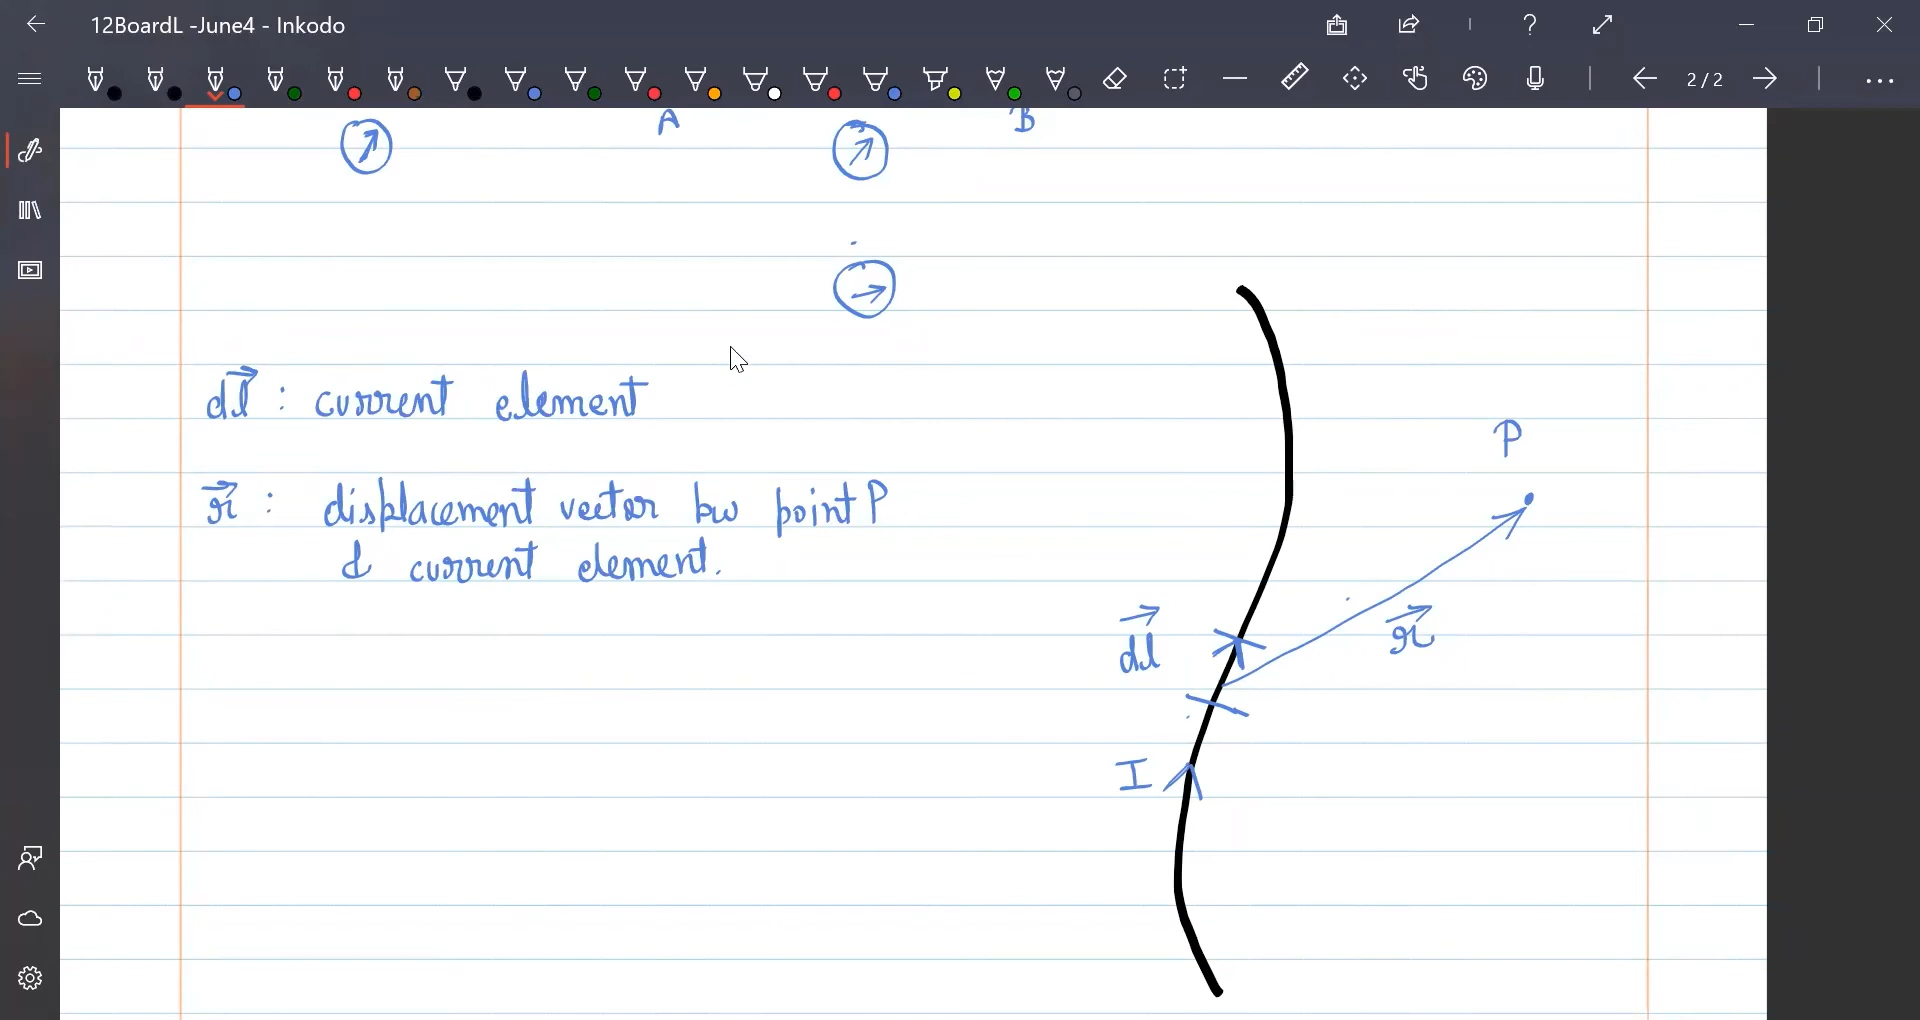 12BoardL -June4 - Inkodo
2/2
A
B
dl : current element
r : displacement vector bw point P
& current element.
P
dl
r
I